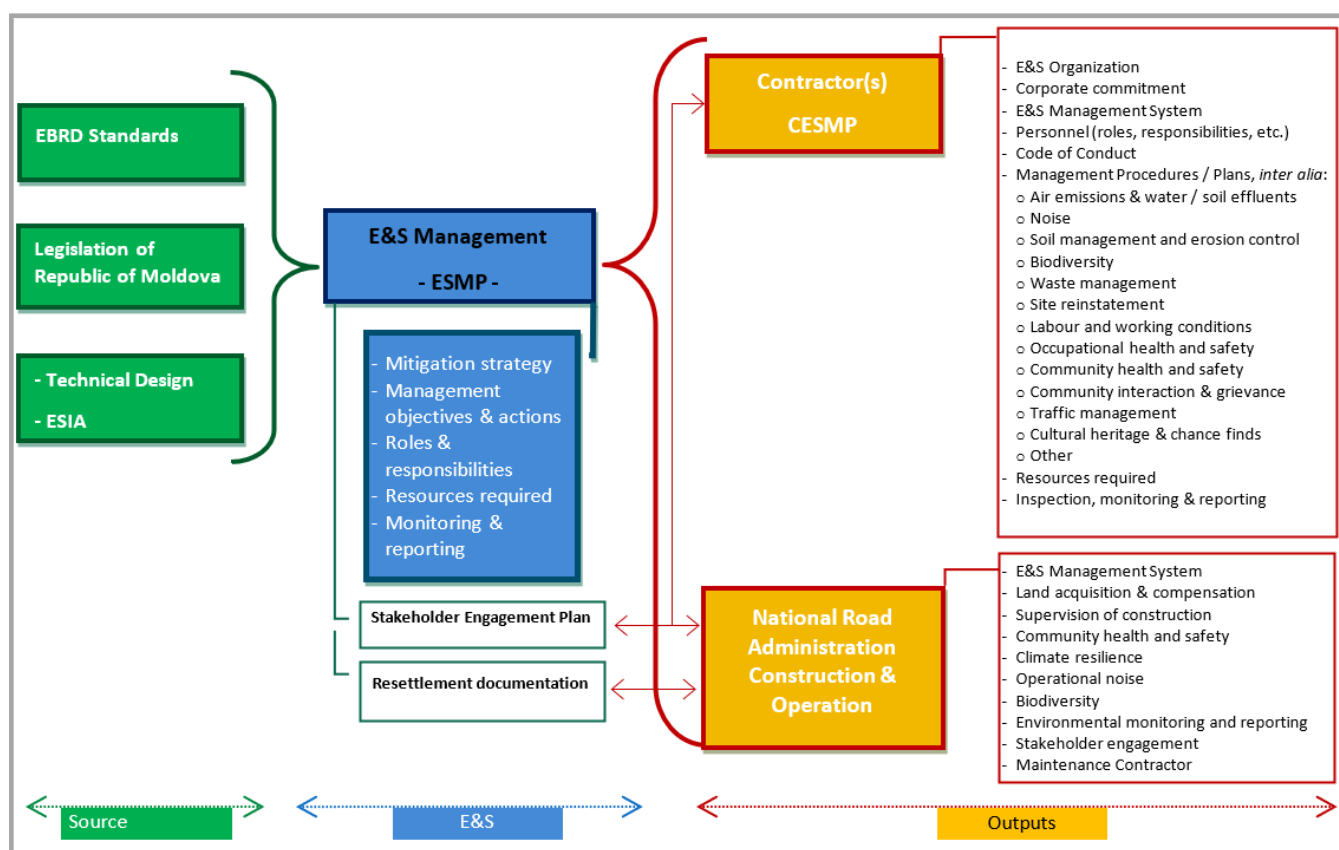 EBRD Standards
Legislation of
Republic of Moldova
- Technical Design
- ESIA
E&S Management
- ESMP -
- Mitigation strategy
- Management
objectives & actions
- Roles &
responsibilities
- Resources required
- Monitoring &
reporting
Stakeholder Engagement Plan
Resettlement documentation
Contractor(s)
CESMP
- E&S Organization
- Corporate commitment
- E&S Management System
- Personnel (roles, responsibilities, etc.)
- Code of Conduct
- Management Procedures / Plans, inter alia:
o Air emissions & water / soil effluents
o Noise
o Soil management and erosion control
o Biodiversity
o Waste management
o Site reinstatement
o Labour and working conditions
o Occupational health and safety
o Community health and safety
o Community interaction & grievance
o Traffic management
o Cultural heritage & chance finds
o Other
- Resources required
- Inspection, monitoring & reporting
National Road
Administration
Construction &
Operation
- E&S Management System
- Land acquisition & compensation
- Supervision of construction
- Community health and safety
- Climate resilience
- Operational noise
- Biodiversity
- Environmental monitoring and reporting
- Stakeholder engagement
- Maintenance Contractor
Source
E&S
Outputs